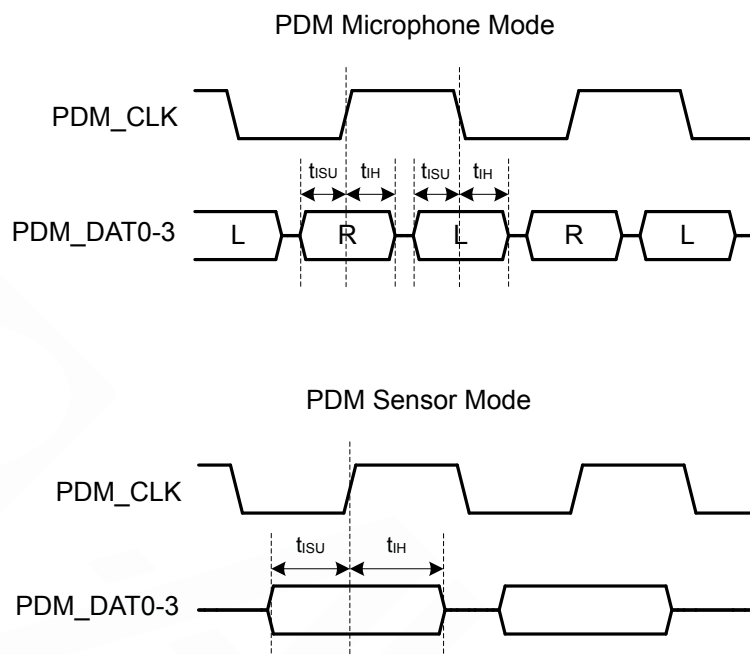 PDM Microphone Mode
PDM_CLK
tISU tIH tISU tIH
PDM_DAT0-3 L R L R L
PDM Sensor Mode
PDM_CLK
tISU tIH
PDM_DAT0-3